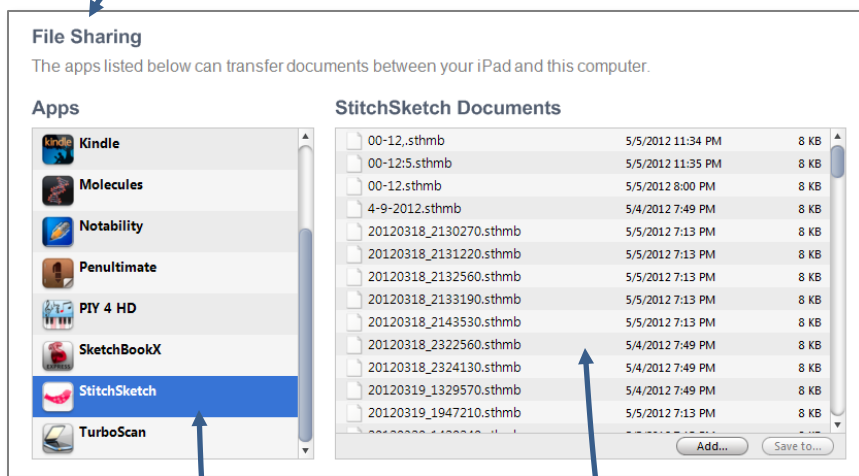 File Sharing
The apps listed below can transfer documents between your iPad and this computer.
Apps
StitchSketch Documents
kindle Kindle
Molecules
Notability
Penultimate
PIY 4 HD
EXPRESS SketchBookX
StitchSketch
TurboScan
00-12,.sthmb 5/5/2012 11:34 PM 8 KB
00-12:5.sthmb 5/5/2012 11:35 PM 8 KB
00-12.sthmb 5/5/2012 8:00 PM 8 KB
4-9-2012.sthmb 5/4/2012 7:49 PM 8 KB
20120318_2130270.sthmb 5/5/2012 7:13 PM 8 KB
20120318_2131220.sthmb 5/5/2012 7:13 PM 8 KB
20120318_2132560.sthmb 5/5/2012 7:13 PM 8 KB
20120318_2133190.sthmb 5/5/2012 7:13 PM 8 KB
20120318_2143530.sthmb 5/5/2012 7:13 PM 8 KB
20120318_2322560.sthmb 5/4/2012 7:49 PM 8 KB
20120318_2324130.sthmb 5/4/2012 7:49 PM 8 KB
20120319_1329570.sthmb 5/4/2012 7:49 PM 8 KB
20120319_1947210.sthmb 5/5/2012 7:13 PM 8 KB
Add... Save to...